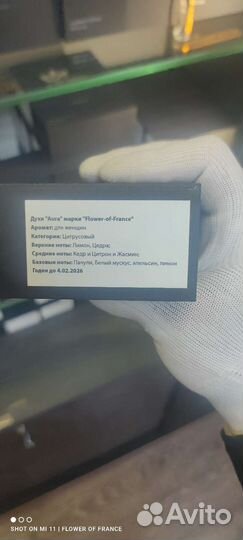 Духи "Aura" марки "Flower-of-France"
Аромат: для женщин
Категория: Цитрусовый
Верхние ноты: Лимон, Цедра;
Средние ноты: Кедр и Цитрон и Жасмин;
Базовые ноты: Пачули, Белый мускус, апельсин, лимон
Годен до 4.02.2026
SHOT ON MI 11 | FLOWER OF FRANCE
Avito